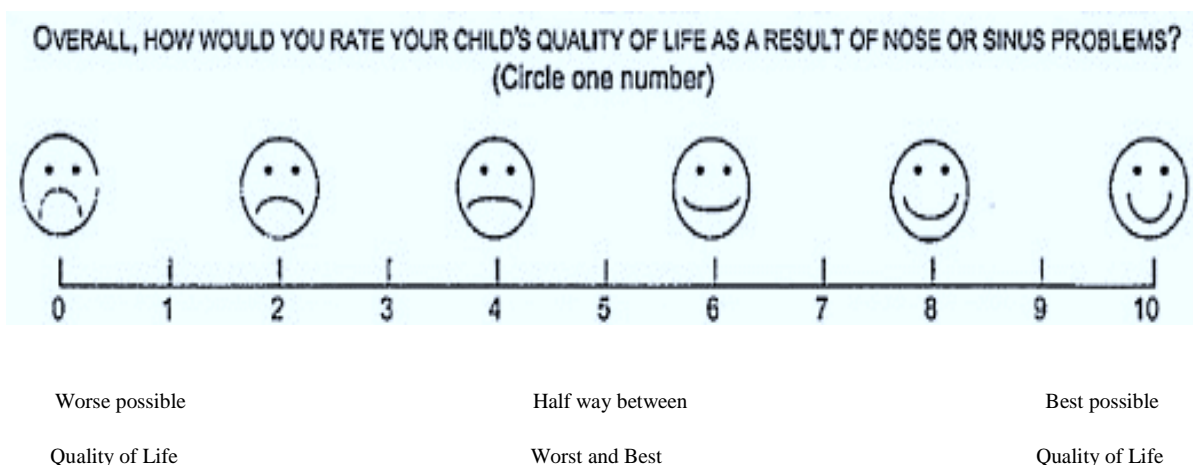 OVERALL, HOW WOULD YOU RATE YOUR CHILD'S QUALITY OF LIFE AS A RESULT OF NOSE OR SINUS PROBLEMS?
(Circle one number)
0 1 2 3 4 5 6 7 8 9 10
Worse possible Half way between Best possible
Quality of Life Worst and Best Quality of Life